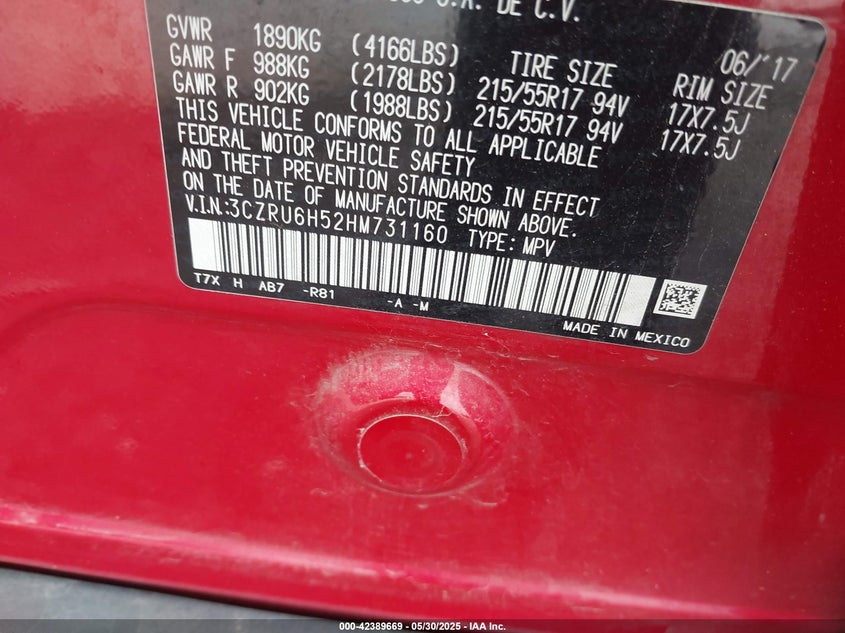 S.A. DE C.V.
GVWR 1890KG (4166LBS) 06/'17
GAWR F 988KG (2178LBS) TIRE SIZE RIM SIZE
GAWR R 902KG (1988LBS) 215/55R17 94V 17X7.5J
215/55R17 94V 17X7.5J
THIS VEHICLE CONFORMS TO ALL APPLICABLE
FEDERAL MOTOR VEHICLE SAFETY
AND THEFT PREVENTION STANDARDS IN EFFECT
ON THE DATE OF MANUFACTURE SHOWN ABOVE.
V.I.N.:3CZRU6H52HM731160 TYPE: MPV
T7X H AB7 -R81 -A -M
MADE IN MEXICO
000-42389669 - 05/30/2025 - IAA Inc.